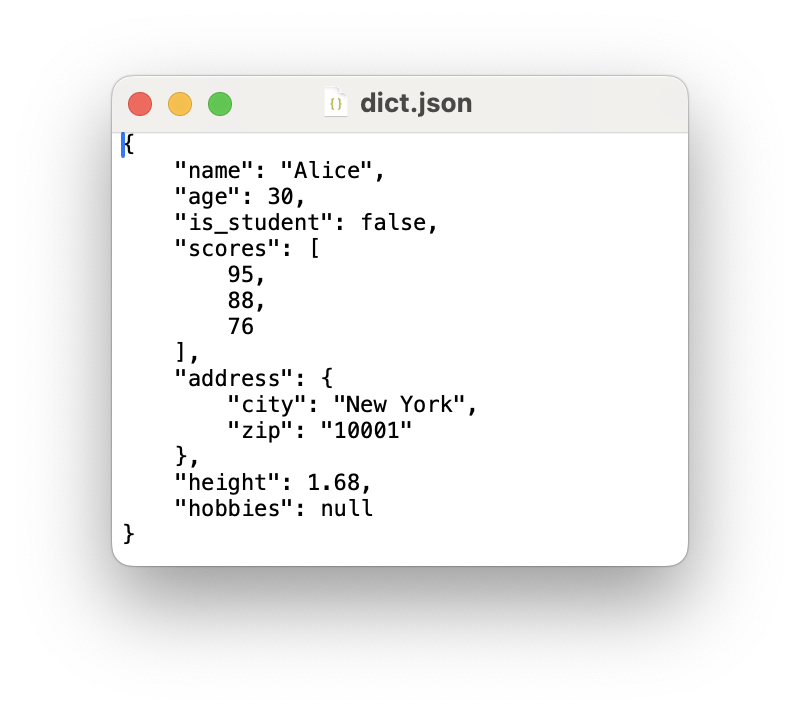 dict.json
{
    "name": "Alice",
    "age": 30,
    "is_student": false,
    "scores": [
        95,
        88,
        76
    ],
    "address": {
        "city": "New York",
        "zip": "10001"
    },
    "height": 1.68,
    "hobbies": null
}